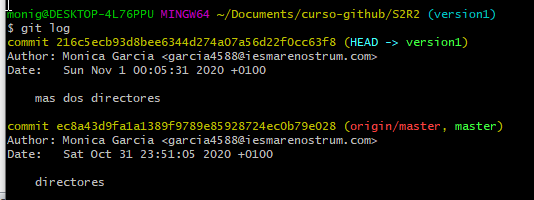 monig@DESKTOP-4L76PPU MINGW64 ~/Documents/curso-github/S2R2 (version1)
$ git log
commit 216c5ecb93d8bee6344d274a07a56d22f0cc63f8 (HEAD -> version1)
Author: Monica Garcia <garcia4588@iesmarenostrum.com>
Date:   Sun Nov 1 00:05:31 2020 +0100
    mas dos directores
commit ec8a43d9fa1a1389f9789e85928724ec0b79e028 (origin/master, master)
Author: Monica Garcia <garcia4588@iesmarenostrum.com>
Date:   Sat Oct 31 23:51:05 2020 +0100
    directores